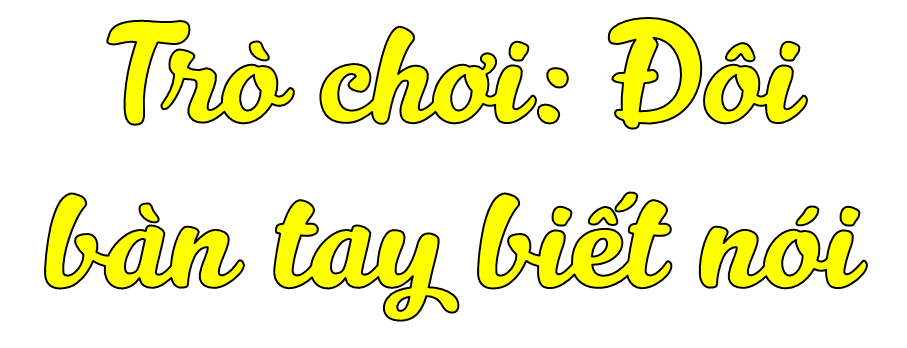 Trò chơi: Đôi
bàn tay biết nói